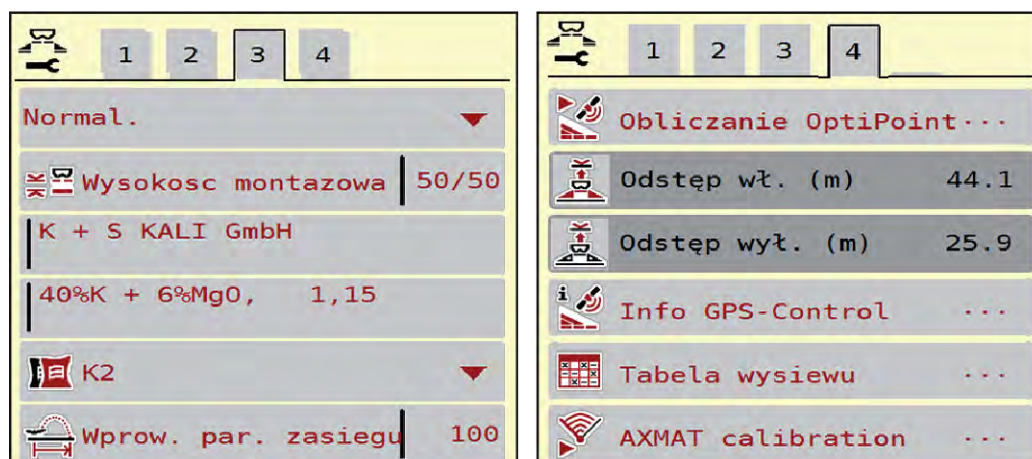 1 2 3 4
Normal.
Wysokosc montazowa 50/50
K + S KALI GmbH
40%K + 6%MgO, 1,15
K2
Wprow. par. zasiegu 100
1 2 3 4
Obliczanie OptiPoint ...
Odstęp wł. (m) 44.1
Odstęp wył. (m) 25.9
i
Info GPS-Control ...
Tabela wysiewu ...
AXMAT calibration ...